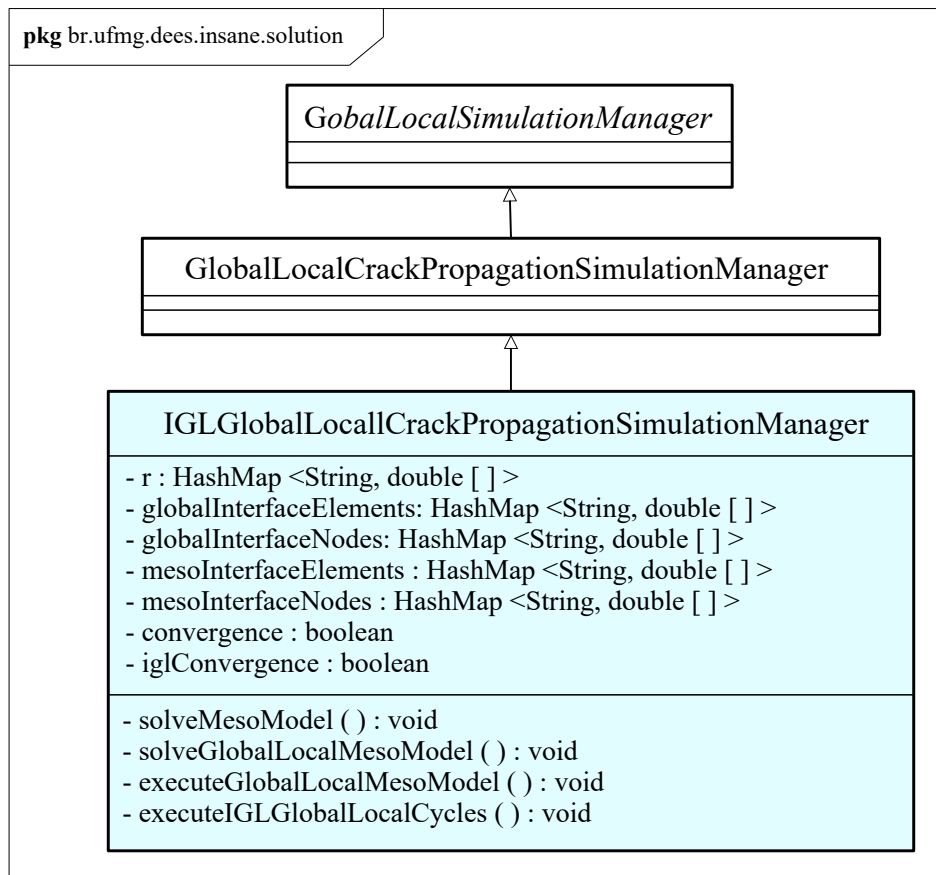 pkg br.ufmg.dees.insane.solution
GobalLocalSimulationManager
GlobalLocalCrackPropagationSimulationManager
IGLGlobalLocallCrackPropagationSimulationManager
- r : HashMap <String, double [ ] >
- globalInterfaceElements: HashMap <String, double [ ] >
- globalInterfaceNodes: HashMap <String, double [ ] >
- mesoInterfaceElements : HashMap <String, double [ ] >
- mesoInterfaceNodes : HashMap <String, double [ ] >
- convergence : boolean
- iglConvergence : boolean
- solveMesoModel ( ) : void
- solveGlobalLocalMesoModel ( ) : void
- executeGlobalLocalMesoModel ( ) : void
- executeIGLGlobalLocalCycles ( ) : void